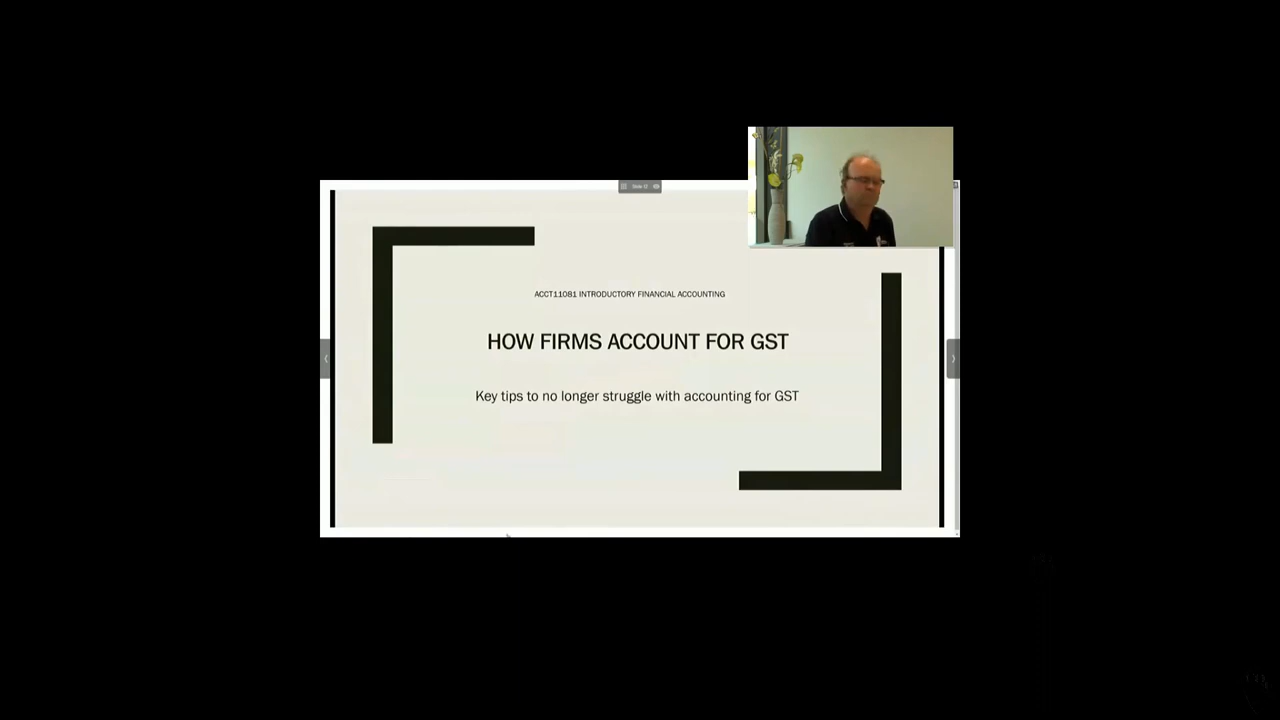 ACCT11081 INTRODUCTORY FINANCIAL ACCOUNTING
HOW FIRMS ACCOUNT FOR GST
Key tips to no longer struggle with accounting for GST